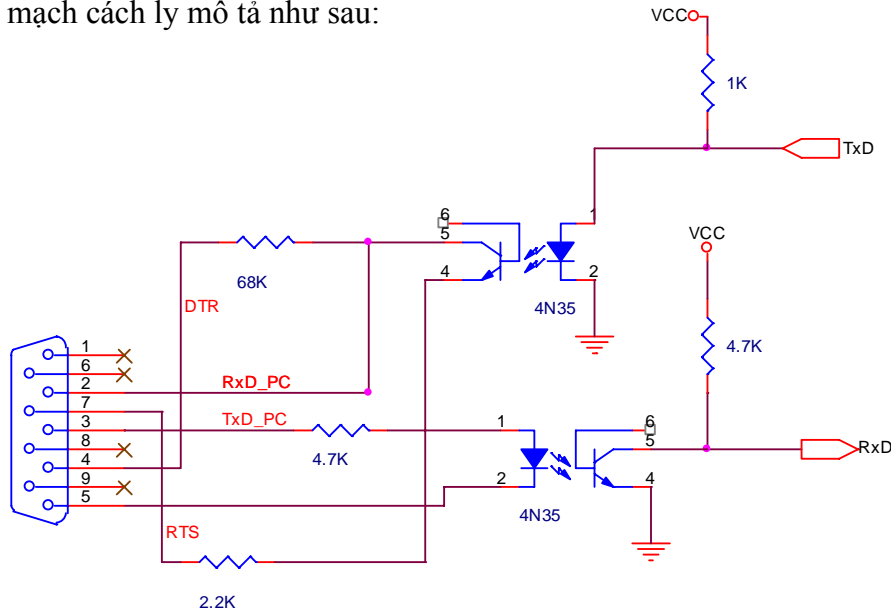 mạch cách ly mô tả như sau:
VCC
1K
TxD
6
5
4
1
2
4N35
68K
DTR
VCC
4.7K
1
6
2
7
3
8
4
9
5
RxD_PC
TxD_PC
4.7K
1
2
6
5
4
4N35
RxD
RTS
2.2K